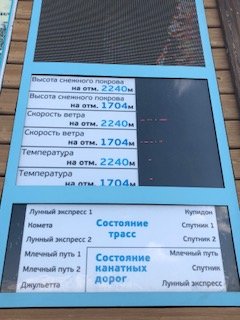 Высота снежного покрова
на отм. 2240м
Высота снежного покрова
на отм. 1704м
Скорость ветра
на отм. 2240м
Скорость ветра
на отм. 1704м
Температура
на отм. 2240м
Температура
на отм. 1704м
Лунный экспресс 1
Комета
Лунный экспресс 2
Состояние
трасс
Купидон
Спутник 1
Спутник 2
Млечный путь 1
Млечный путь 2
Джульетта
Состояние
канатных
дорог
Млечный путь
Спутник
Лунный экспресс